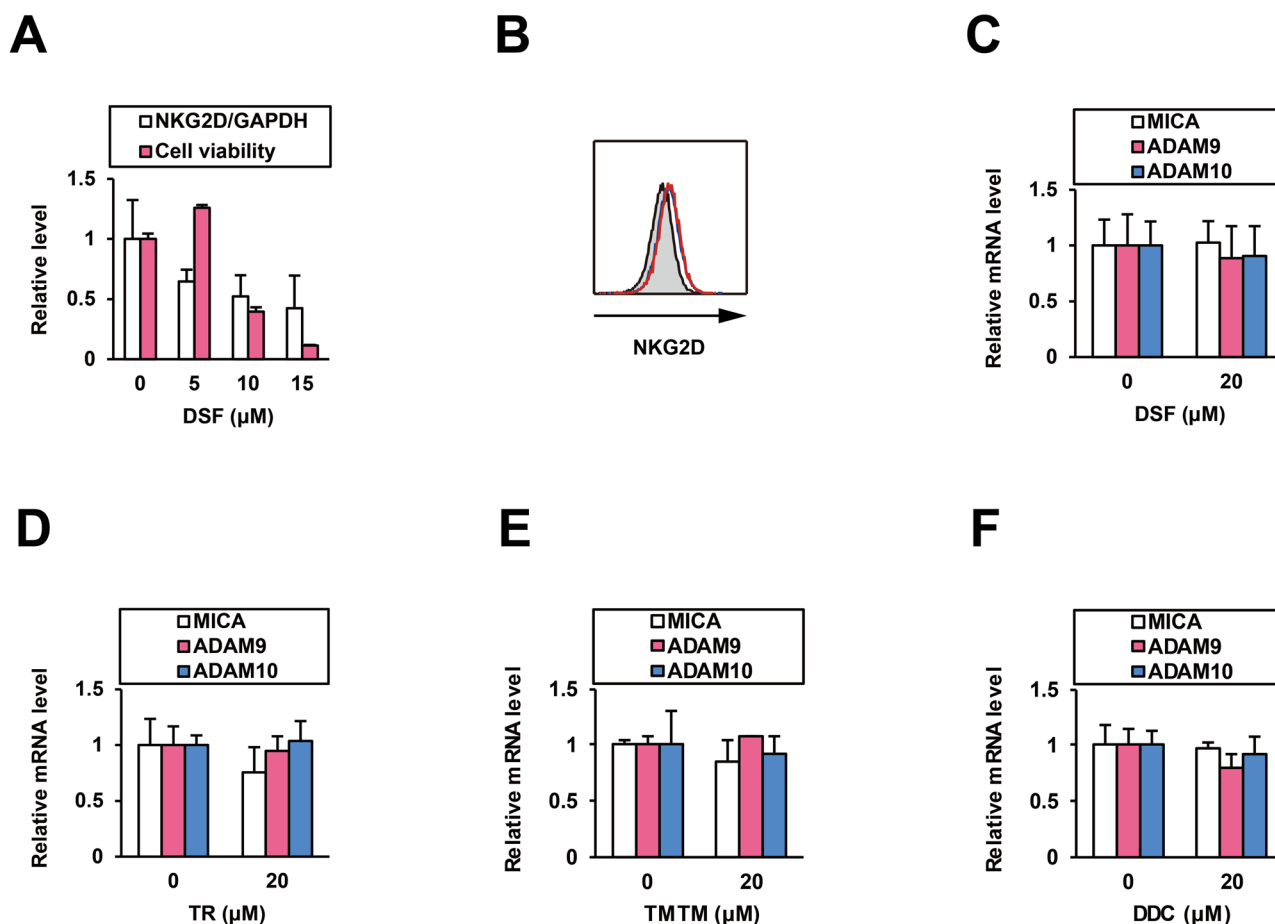 A
NKG2D/GAPDH
Cell viability
Relative level
1.5
1
0.5
0
0 5 10 15
DSF (μM)
B
NKG2D
C
MICA
ADAM9
ADAM10
Relative mRNA level
1.5
1
0.5
0
0 20
DSF (μM)
D
MICA
ADAM9
ADAM10
Relative mRNA level
1.5
1
0.5
0
0 20
TR (μM)
E
MICA
ADAM9
ADAM10
Relative mRNA level
1.5
1
0.5
0
0 20
TMTM (μM)
F
MICA
ADAM9
ADAM10
Relative mRNA level
1.5
1
0.5
0
0 20
DDC (μM)